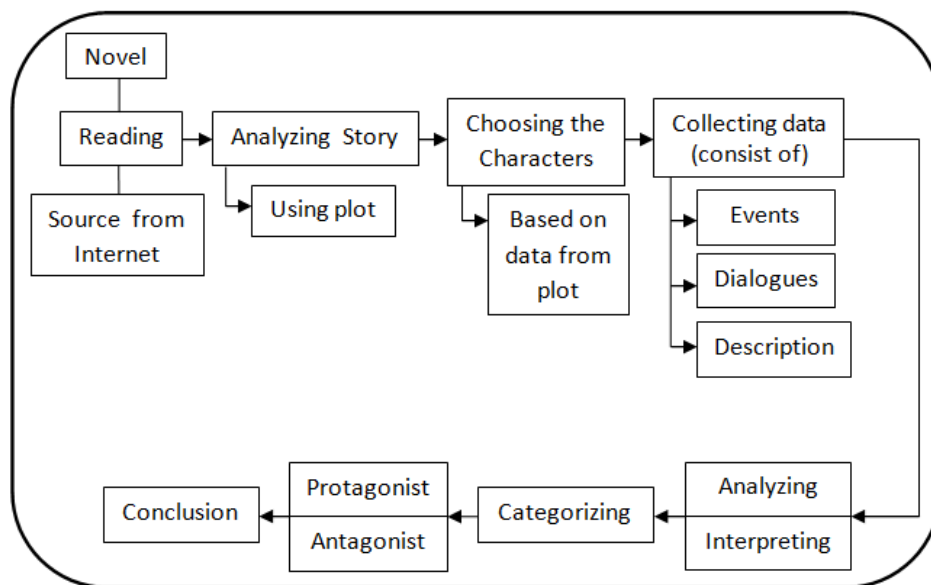 Novel
Reading
Source from
Internet
Analyzing Story
Using plot
Choosing the
Characters
Based on
data from
plot
Collecting data
(consist of)
Events
Dialogues
Description
Analyzing
Interpreting
Categorizing
Protagonist
Antagonist
Conclusion